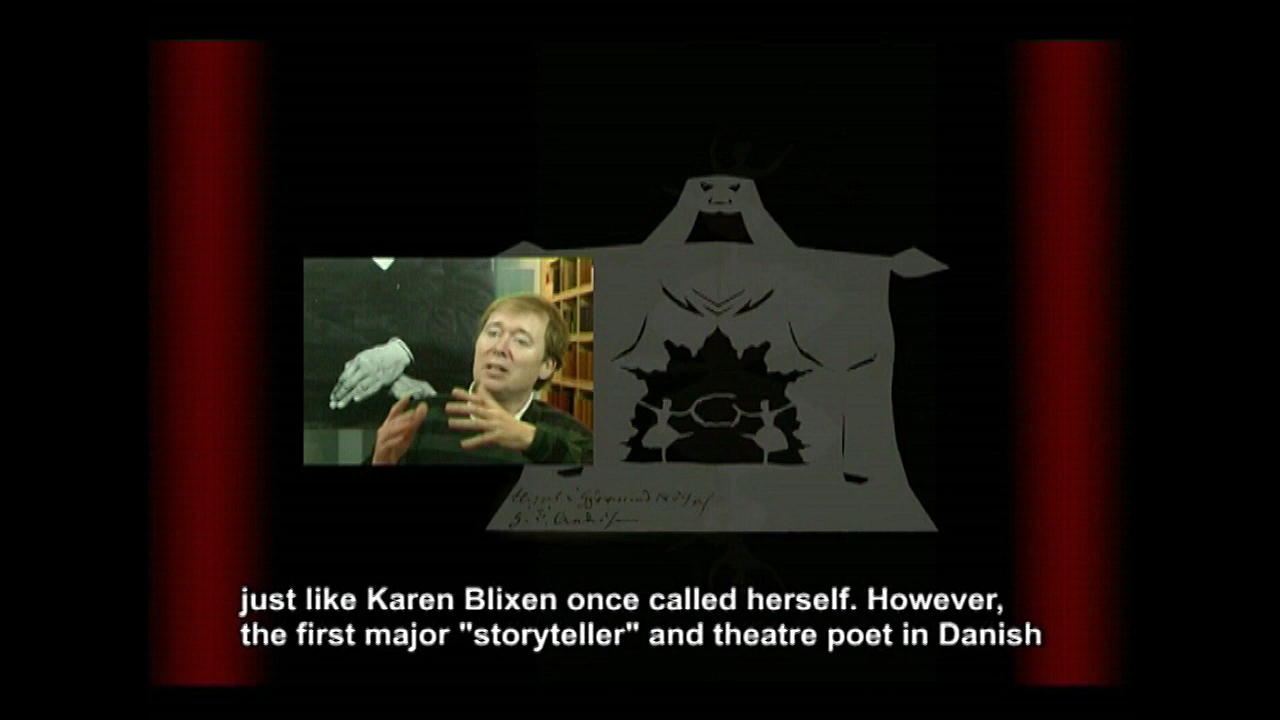 just like Karen Blixen once called herself. However,
the first major "storyteller" and theatre poet in Danish